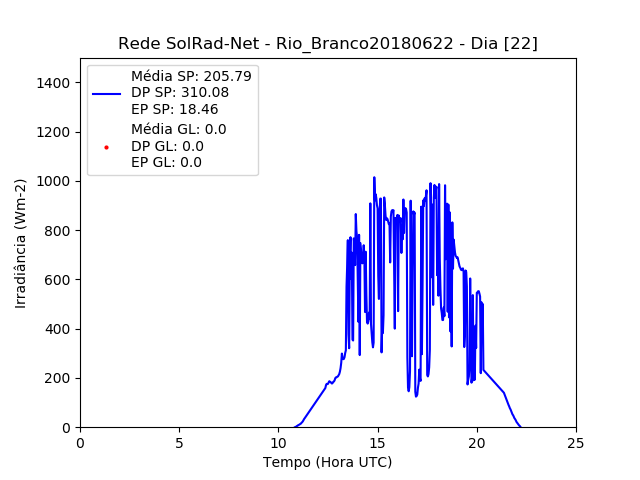 Rede SolRad-Net - Rio_Branco20180622 - Dia [22]
Média SP: 205.79
DP SP: 310.08
EP SP: 18.46
Média GL: 0.0
DP GL: 0.0
EP GL: 0.0
Irradiância (Wm-2)
1400
1200
1000
800
600
400
200
0
0 5 10 15 20 25
Tempo (Hora UTC)